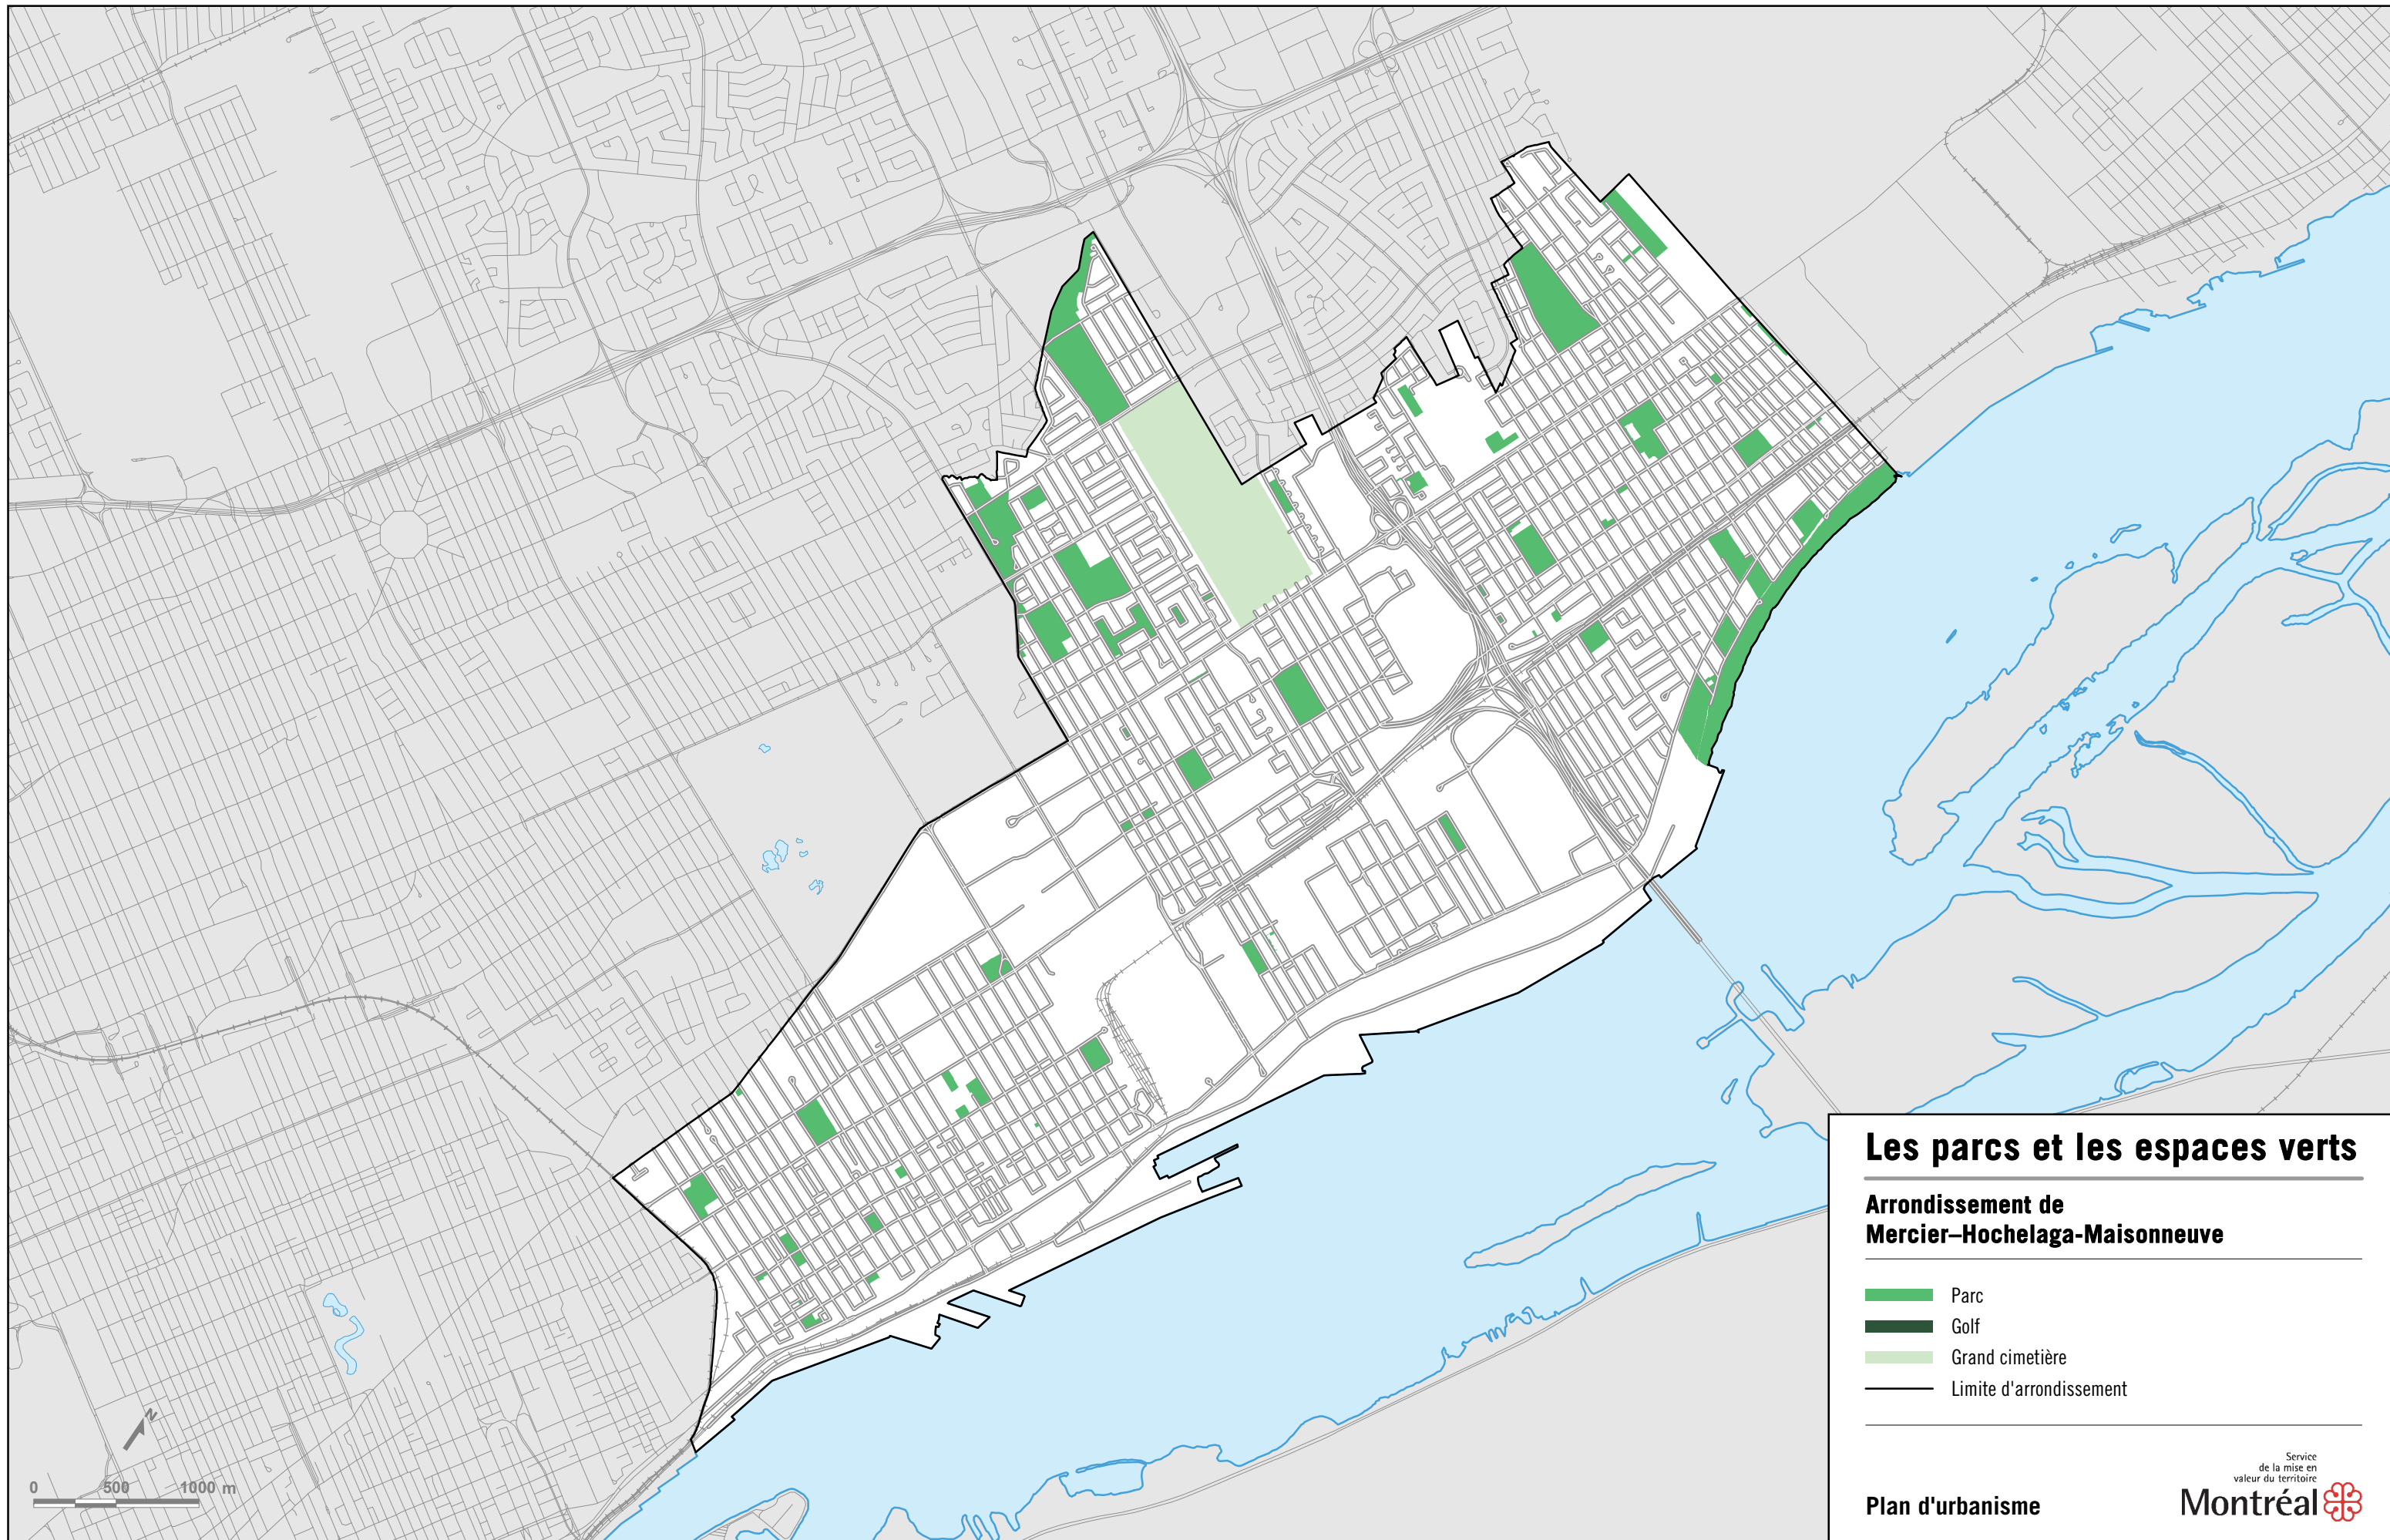 Les parcs et les espaces verts
Arrondissement de
Mercier–Hochelaga-Maisonneuve
Parc
Golf
Grand cimetière
Limite d'arrondissement
Service
de la mise en
valeur du territoire
Plan d'urbanisme
Montréal
N
0 500 1000 m